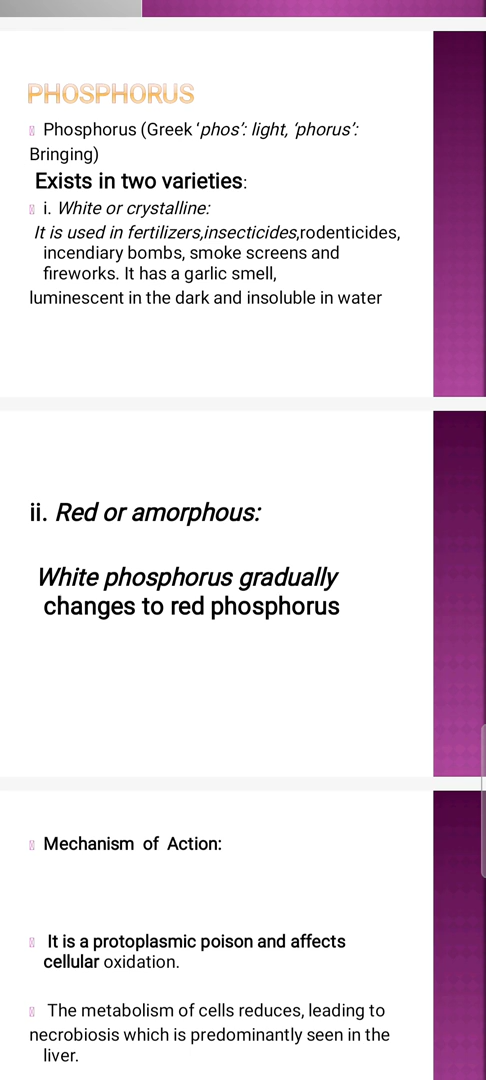 PHOSPHORUS
Phosphorus (Greek ‘phos’: light, ‘phorus’:
Bringing)
Exists in two varieties:
i. White or crystalline:
It is used in fertilizers,insecticides,rodenticides,
incendiary bombs, smoke screens and
fireworks. It has a garlic smell,
luminescent in the dark and insoluble in water
ii. Red or amorphous:
White phosphorus gradually
changes to red phosphorus
Mechanism of Action:
It is a protoplasmic poison and affects
cellular oxidation.
The metabolism of cells reduces, leading to
necrobiosis which is predominantly seen in the
liver.